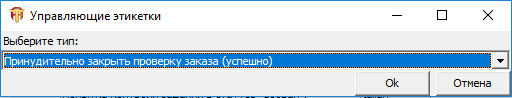 Управляющие этикетки
Выберите тип:
Принудительно закрыть проверку заказа (успешно)
Ok
Отмена